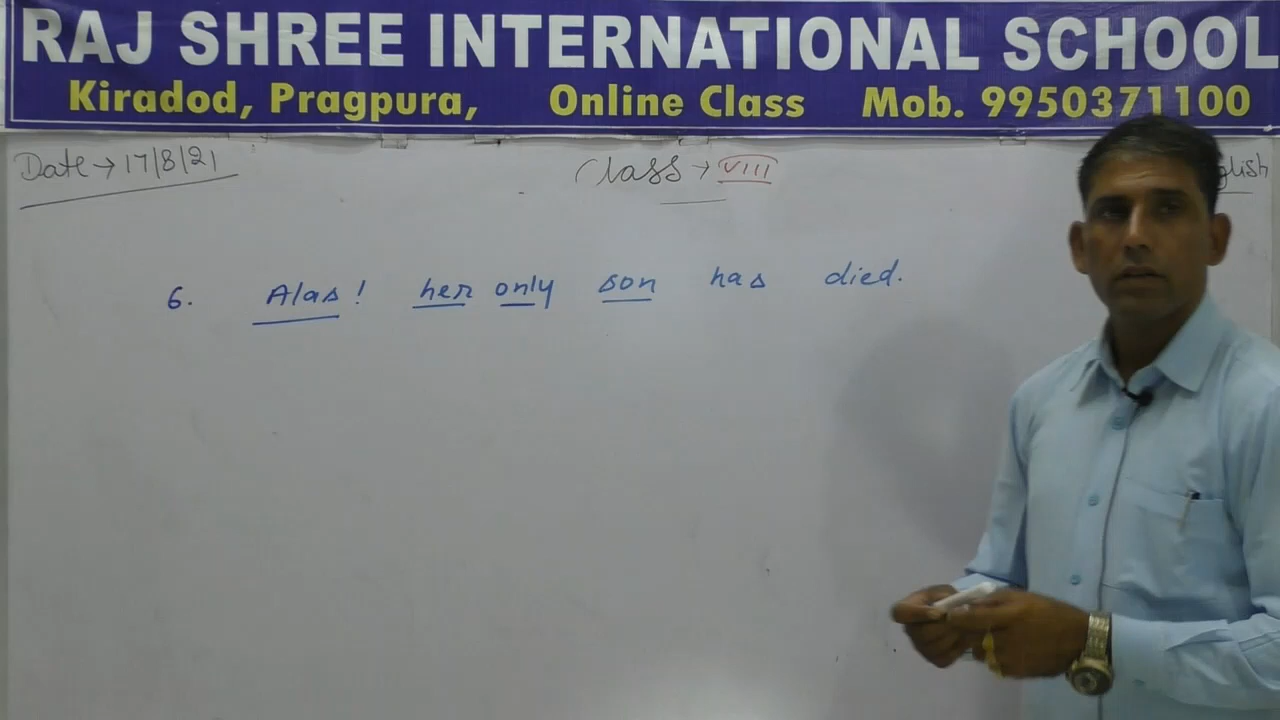 RAJ SHREE INTERNATIONAL SCHOOL
Kiradod, Pragpura, Online Class Mob. 9950371100
Date → 17/8/21 Class → VIII glish
6. Alas! her only son has died.